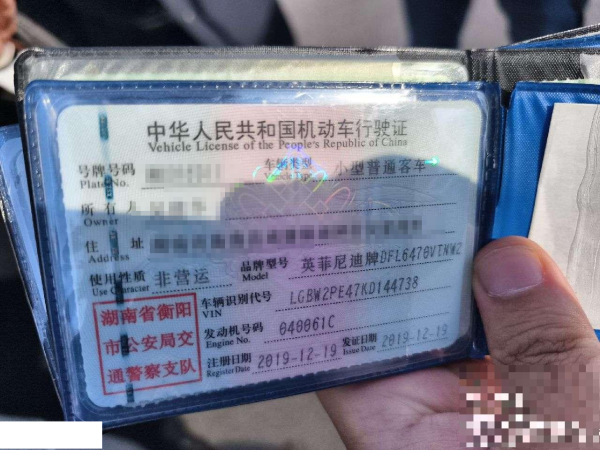 中华人民共和国机动车行驶证
Vehicle License of the People's Republic of China
号牌号码 车辆类型 小型普通客车
Plate No. Vehicle Type
所有人
Owner
住 址
Address
使用性质 非营运 品牌型号 英菲尼迪牌DFL6470VTNW2
Use Character Model
湖南省衡阳
市公安局交
通警察支队
车辆识别代号 LGBW2PE47KD144738
VIN
发动机号码 040061C
Engine No.
注册日期 2019-12-19 发证日期 2019-12-19
Register Date Issue Date